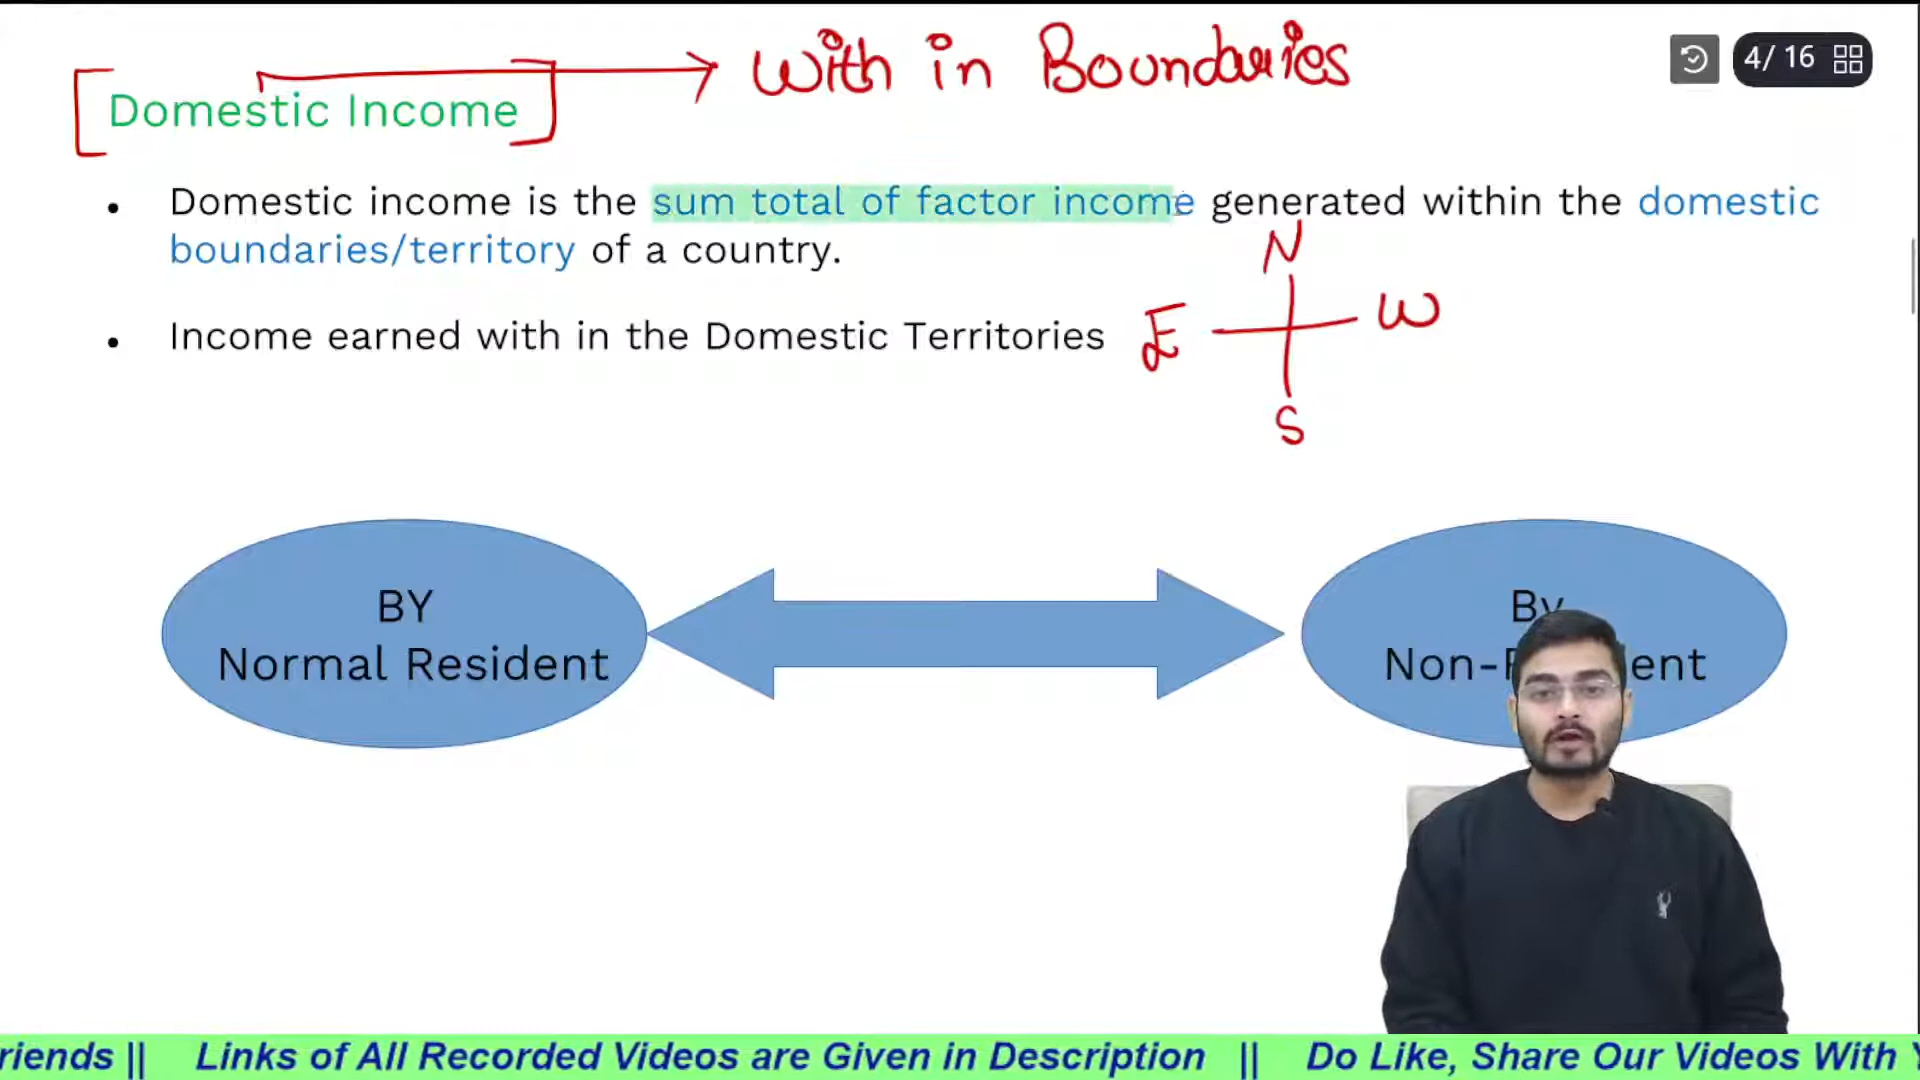 With in Boundaries
4/ 16
Domestic Income
• Domestic income is the sum total of factor income generated within the domestic
boundaries/territory of a country.
N
• Income earned with in the Domestic Territories
E W
S
BY
Normal Resident
By
riends || Links of All Recorded Videos are Given in Description || Do Like, Share Our Videos With